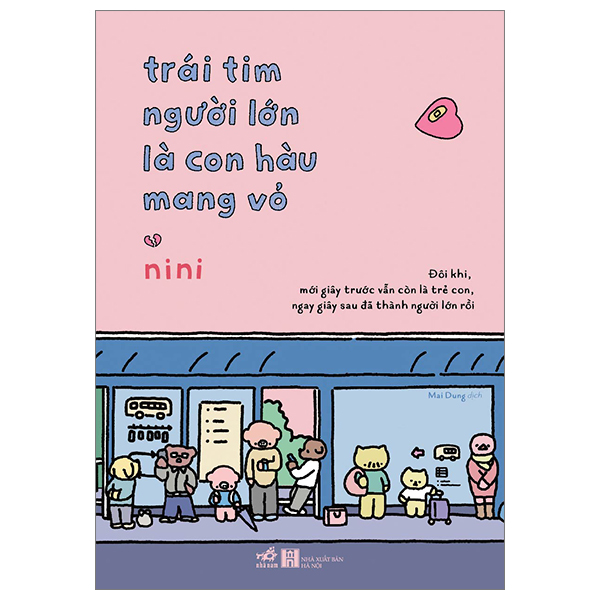 trái tim
người lớn
là con hàu
mang vỏ
nini
Đôi khi,
mới giây trước vẫn còn là trẻ con,
ngay giây sau đã thành người lớn rồi
Mai Dung dịch
nhã nam
NHÀ XUẤT BẢN
HÀ NỘI